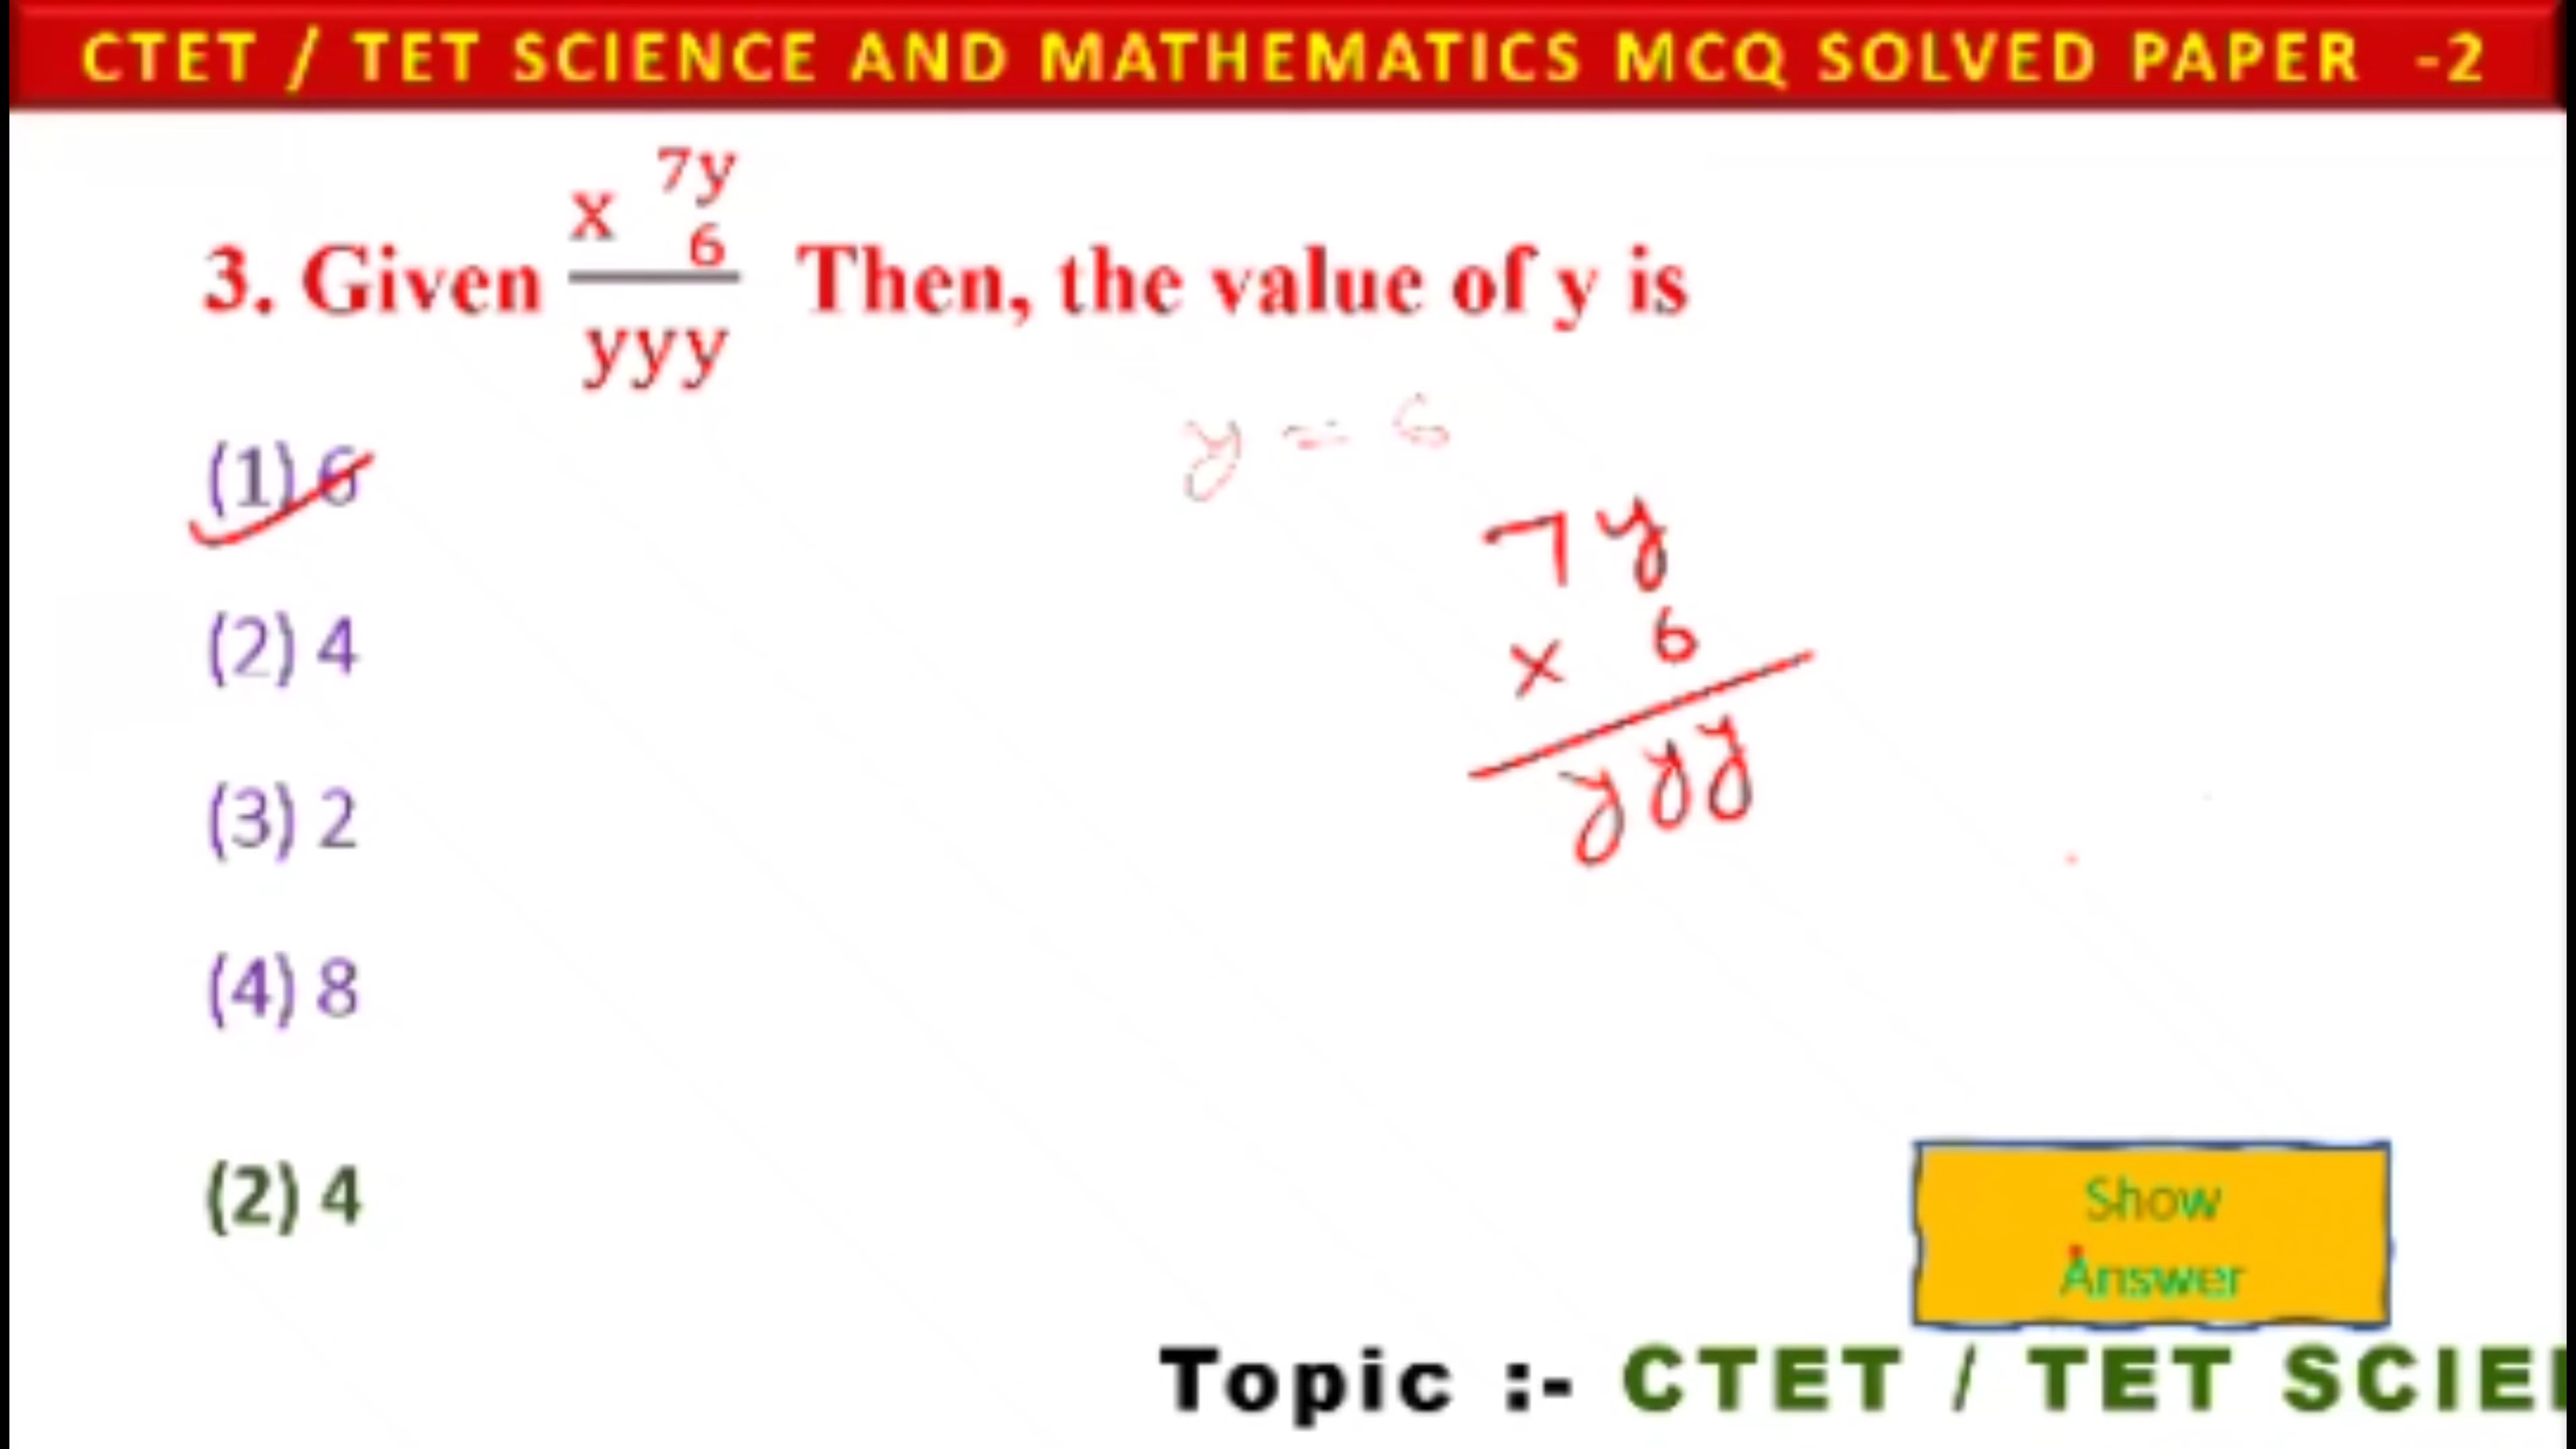 CTET / TET SCIENCE AND MATHEMATICS MCQ SOLVED PAPER -2
7y
x 6
3. Given Then, the value of y is
yyy
y = 6
(1) 6
7y
x 6
yyy
(2) 4
(3) 2
(4) 8
(2) 4
Show
Answer
Topic :- CTET / TET SCIE